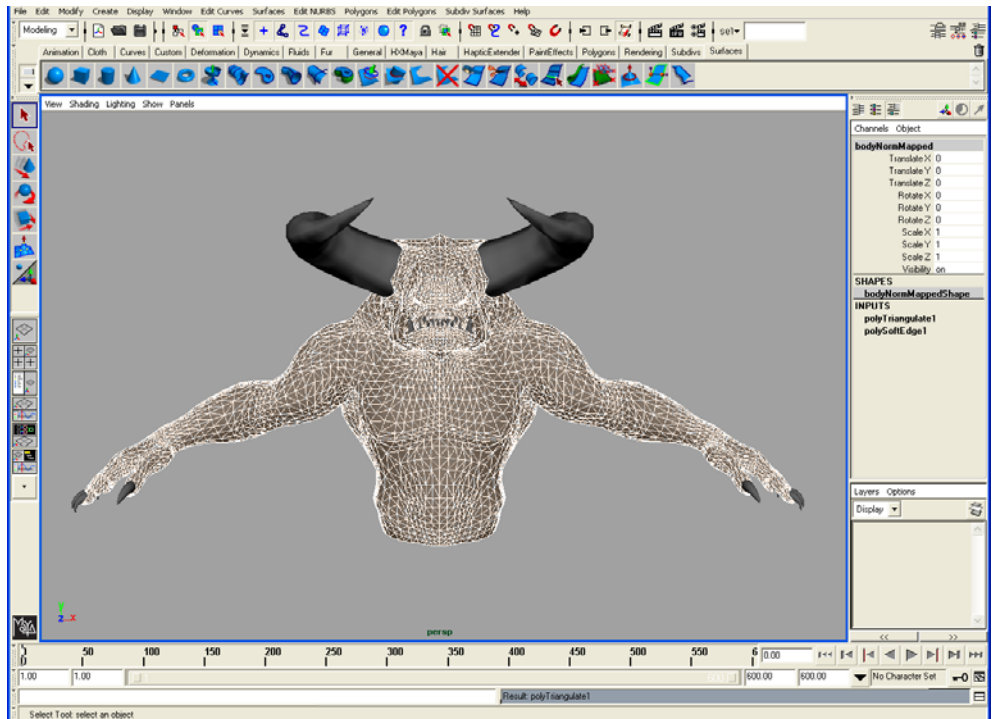 File Edit Modify Create Display Window Edit Curves Surfaces Edit NURBS Polygons Edit Polygons Subdiv Surfaces Help
Modeling sel
Animation Cloth Curves Custom Deformation Dynamics Fluids Fur General HXMaya Hair HapticExtender PaintEffects Polygons Rendering Subdivs Surfaces
View Shading Lighting Show Panels
Channels Object
bodyNormMapped
Translate X 0
Translate Y 0
Translate Z 0
Rotate X 0
Rotate Y 0
Rotate Z 0
Scale X 1
Scale Y 1
Scale Z 1
Visibility on
SHAPES
bodyNormMappedShape
INPUTS
polyTriangulate1
polySoftEdge1
Layers Options
Display
y
z x
persp
MAYA
<< >>
50 100 150 200 250 300 350 400 450 500 550 6 0.00
1.00 1.00 600.00 600.00 No Character Set
Result: polyTriangulate1
Select Tool: select an object